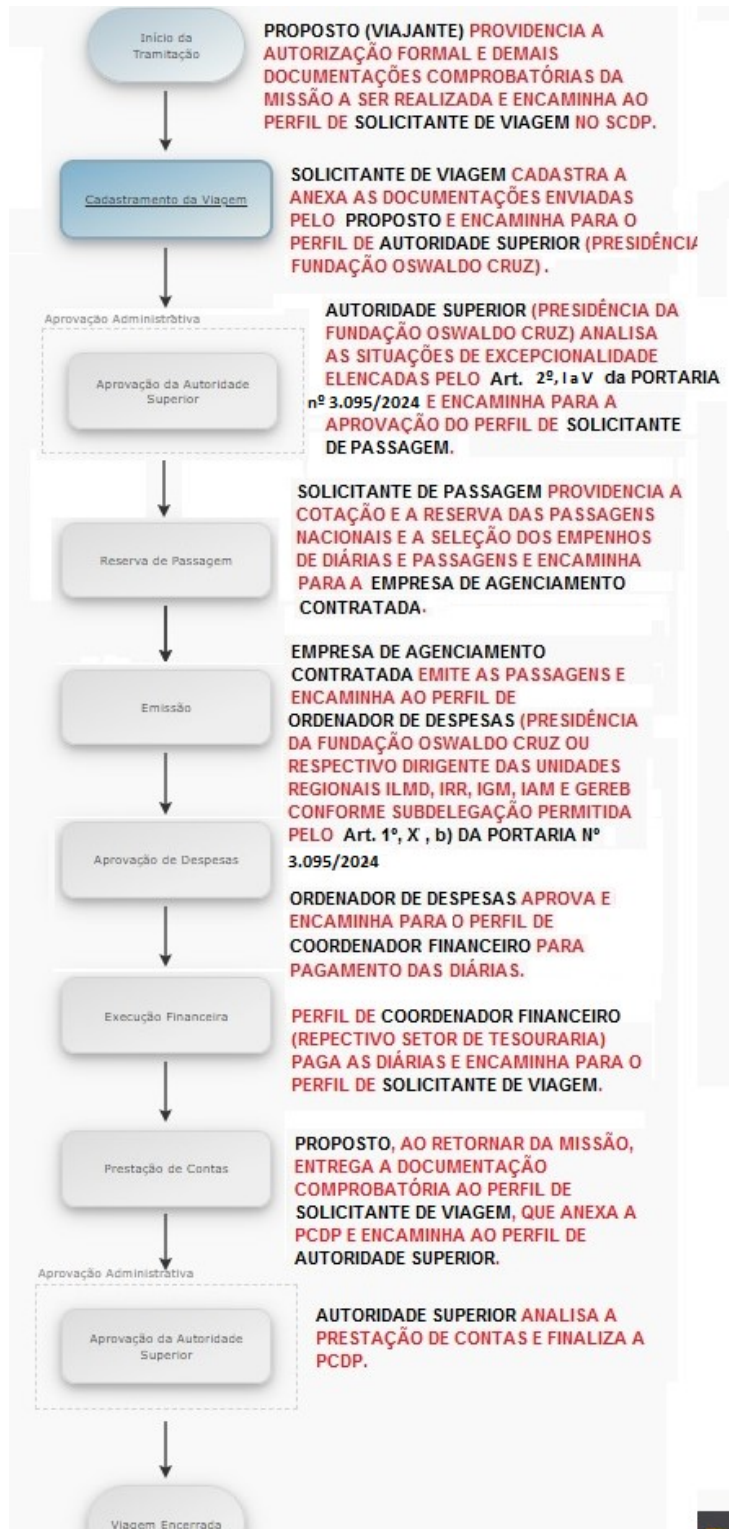 Início da
Tramitação
PROPOSTO (VIAJANTE) PROVIDENCIA A
AUTORIZAÇÃO FORMAL E DEMAIS
DOCUMENTAÇÕES COMPROBATÓRIAS DA
MISSÃO A SER REALIZADA E ENCAMINHA AO
PERFIL DE SOLICITANTE DE VIAGEM NO SCDP.
Cadastramento da Viagem
SOLICITANTE DE VIAGEM CADASTRA A
ANEXA AS DOCUMENTAÇÕES ENVIADAS
PELO PROPOSTO E ENCAMINHA PARA O
PERFIL DE AUTORIDADE SUPERIOR (PRESIDÊNCIA
FUNDAÇÃO OSWALDO CRUZ).
Aprovação Administrativa
Aprovação da Autoridade
Superior
AUTORIDADE SUPERIOR (PRESIDÊNCIA DA
FUNDAÇÃO OSWALDO CRUZ) ANALISA
AS SITUAÇÕES DE EXCEPCIONALIDADE
ELENCADAS PELO Art. 2º, I a V da PORTARIA
nº 3.095/2024 E ENCAMINHA PARA A
APROVAÇÃO DO PERFIL DE SOLICITANTE
DE PASSAGEM.
Reserva de Passagem
SOLICITANTE DE PASSAGEM PROVIDENCIA A
COTAÇÃO E A RESERVA DAS PASSAGENS
NACIONAIS E A SELEÇÃO DOS EMPENHOS
DE DIÁRIAS E PASSAGENS E ENCAMINHA
PARA A EMPRESA DE AGENCIAMENTO
CONTRATADA.
Emissão
EMPRESA DE AGENCIAMENTO
CONTRATADA EMITE AS PASSAGENS E
ENCAMINHA AO PERFIL DE
ORDENADOR DE DESPESAS (PRESIDÊNCIA
DA FUNDAÇÃO OSWALDO CRUZ OU
RESPECTIVO DIRIGENTE DAS UNIDADES
REGIONAIS ILMD, IRR, IGM, IAM E GEREB
CONFORME SUBDELEGAÇÃO PERMITIDA
PELO Art. 1º, X , b) DA PORTARIA Nº
3.095/2024
Aprovação de Despesas
ORDENADOR DE DESPESAS APROVA E
ENCAMINHA PARA O PERFIL DE
COORDENADOR FINANCEIRO PARA
PAGAMENTO DAS DIÁRIAS.
Execução Financeira
PERFIL DE COORDENADOR FINANCEIRO
(REPECTIVO SETOR DE TESOURARIA)
PAGA AS DIÁRIAS E ENCAMINHA PARA O
PERFIL DE SOLICITANTE DE VIAGEM.
Prestação de Contas
PROPOSTO, AO RETORNAR DA MISSÃO,
ENTREGA A DOCUMENTAÇÃO
COMPROBATÓRIA AO PERFIL DE
SOLICITANTE DE VIAGEM, QUE ANEXA A
PCDP E ENCAMINHA AO PERFIL DE
AUTORIDADE SUPERIOR.
Aprovação Administrativa
Aprovação da Autoridade
Superior
AUTORIDADE SUPERIOR ANALISA A
PRESTAÇÃO DE CONTAS E FINALIZA A
PCDP.
Viagem Encerrada